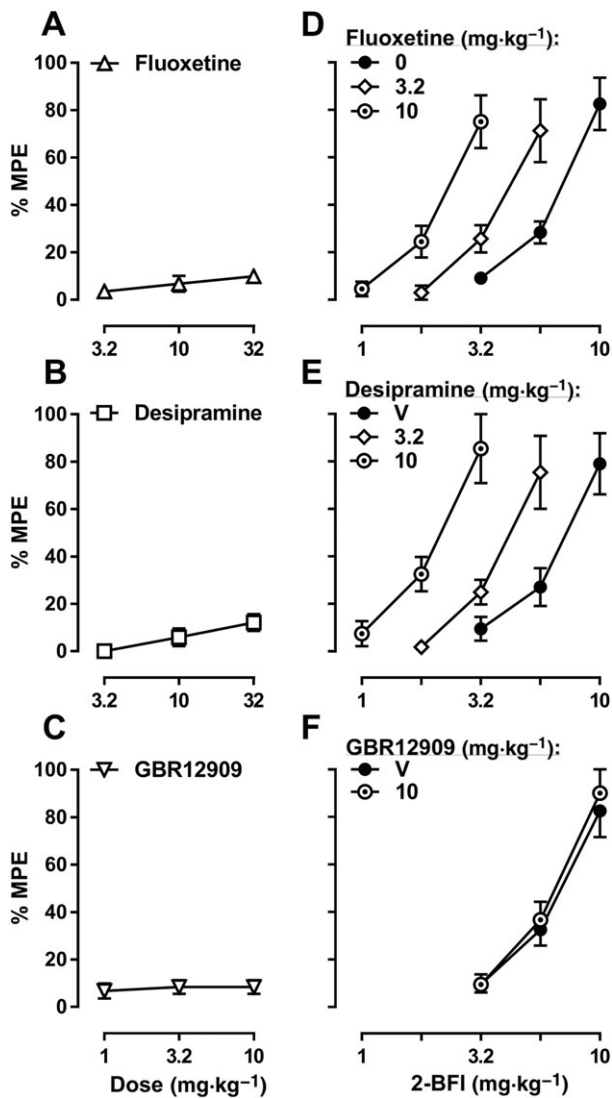 A
Fluoxetine
% MPE
100
80
60
40
20
0
3.2 10 32
D
Fluoxetine (mg·kg⁻¹):
0
3.2
10
1 3.2 10
B
Desipramine
% MPE
100
80
60
40
20
0
3.2 10 32
E
Desipramine (mg·kg⁻¹):
V
3.2
10
1 3.2 10
C
GBR12909
% MPE
100
80
60
40
20
0
1 3.2 10
Dose (mg·kg⁻¹)
F
GBR12909 (mg·kg⁻¹):
V
10
1 3.2 10
2-BFI (mg·kg⁻¹)